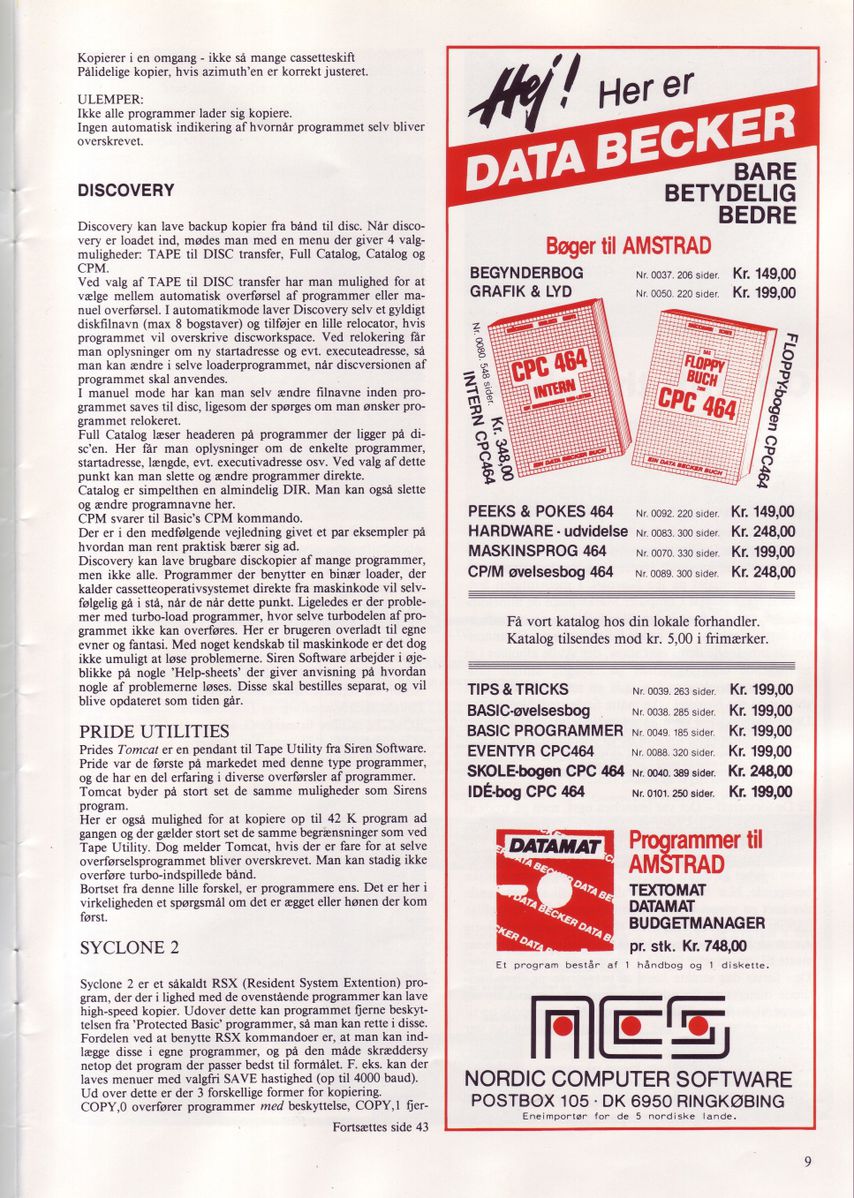 Kopierer i en omgang - ikke så mange cassetteskift
Pålidelige kopier, hvis azimuth'en er korrekt justeret.
ULEMPER:
Ikke alle programmer lader sig kopiere.
Ingen automatisk indikering af hvornår programmet selv bliver
overskrevet.
DISCOVERY
Discovery kan lave backup kopier fra bånd til disc. Når disco-
very er loadet ind, mødes man med en menu der giver 4 valg-
muligheder: TAPE til DISC transfer, Full Catalog, Catalog og
CPM.
Ved valg af TAPE til DISC transfer har man mulighed for at
vælge mellem automatisk overførsel af programmer eller ma-
nuel overførsel. I automatikmode laver Discovery selv et gyldigt
diskfilnavn (max 8 bogstaver) og tilføjer en lille relocator, hvis
programmet vil overskrive discworkspace. Ved relokering får
man oplysninger om ny startadresse og evt. executeadresse, så
man kan ændre i selve loaderprogrammet, når discversionen af
programmet skal anvendes.
I manuel mode har kan man selv ændre filnavne inden pro-
grammet saves til disc, ligesom der spørges om man ønsker pro-
grammet relokeret.
Full Catalog læser headeren på programmer der ligger på di-
sc'en. Her får man oplysninger om de enkelte programmer,
startadresse, længde, evt. executivadresse osv. Ved valg af dette
punkt kan man slette og ændre programmer direkte.
Catalog er simpelthen en almindelig DIR. Man kan også slette
og ændre programnavne her.
CPM svarer til Basic's CPM kommando.
Der er i den medfølgende vejledning givet et par eksempler på
hvordan man rent praktisk bærer sig ad.
Discovery kan lave brugbare disckopier af mange programmer,
men ikke alle. Programmer der benytter en binær loader, der
kalder cassetteoperativsystemet direkte fra maskinkode vil selv-
følgelig gå i stå, når de når dette punkt. Ligeledes er der proble-
mer med turbo-load programmer, hvor selve turbodelen af pro-
grammet ikke kan overføres. Her er brugeren overladt til egne
evner og fantasi. Med noget kendskab til maskinkode er det dog
ikke umuligt at løse problemerne. Siren Software arbejder i øje-
blikke på nogle 'Help-sheets' der giver anvisning på hvordan
nogle af problemerne løses. Disse skal bestilles separat, og vil
blive opdateret som tiden går.
PRIDE UTILITIES
Prides Tomcat er en pendant til Tape Utility fra Siren Software.
Pride var de første på markedet med denne type programmer,
og de har en del erfaring i diverse overførsler af programmer.
Tomcat byder på stort set de samme muligheder som Sirens
program.
Her er også mulighed for at kopiere op til 42 K program ad
gangen og der gælder stort set de samme begrænsninger som ved
Tape Utility. Dog melder Tomcat, hvis der er fare for at selve
overførselsprogrammet bliver overskrevet. Man kan stadig ikke
overføre turbo-indspillede bånd.
Bortset fra denne lille forskel, er programmere ens. Det er her i
virkeligheden et spørgsmål om det er ægget eller hønen der kom
først.
SYCLONE 2
Syclone 2 er et såkaldt RSX (Resident System Extention) pro-
gram, der der i lighed med de ovenstående programmer kan lave
high-speed kopier. Udover dette kan programmet fjerne beskyt-
telsen fra 'Protected Basic' programmer, så man kan rette i disse.
Fordelen ved at benytte RSX kommandoer er, at man kan ind-
lægge disse i egne programmer, og på den måde skræddersy
netop det program der passer bedst til formålet. F. eks. kan der
laves menuer med valgfri SAVE hastighed (op til 4000 baud).
Ud over dette er der 3 forskellige former for kopiering.
COPY,0 overfører programmer med beskyttelse, COPY,1 fjer-
Fortsættes side 43
Hej! Her er
DATA BECKER
BARE
BETYDELIG
BEDRE
Bøger til AMSTRAD
BEGYNDERBOG Nr. 0037. 206 sider. Kr. 149,00
GRAFIK & LYD Nr. 0050. 220 sider. Kr. 199,00
Nr. 0080. 548 sider. Kr. 348,00
INTERN CPC464
CPC 464
INTERN
EIN DATA BECKER BUCH
DAS
FLOPPY
BUCH
ZUM
CPC 464
EIN DATA BECKER BUCH
FLOPPYbogen CPC464
PEEKS & POKES 464 Nr. 0092. 220 sider. Kr. 149,00
HARDWARE - udvidelse Nr. 0083. 300 sider. Kr. 248,00
MASKINSPROG 464 Nr. 0070. 330 sider. Kr. 199,00
CP/M øvelsesbog 464 Nr. 0089. 300 sider. Kr. 248,00
Få vort katalog hos din lokale forhandler.
Katalog tilsendes mod kr. 5,00 i frimærker.
TIPS & TRICKS Nr. 0039. 263 sider. Kr. 199,00
BASIC-øvelsesbog Nr. 0038. 285 sider. Kr. 199,00
BASIC PROGRAMMER Nr. 0049. 185 sider. Kr. 199,00
EVENTYR CPC464 Nr. 0088. 320 sider. Kr. 199,00
SKOLE-bogen CPC 464 Nr. 0040. 389 sider. Kr. 248,00
IDÉ-bog CPC 464 Nr. 0101. 250 sider. Kr. 199,00
DATAMAT
DATA BECKER
Programmer til
AMSTRAD
TEXTOMAT
DATAMAT
BUDGETMANAGER
pr. stk. Kr. 748,00
Et program består af 1 håndbog og 1 diskette.
NCS
NORDIC COMPUTER SOFTWARE
POSTBOX 105 · DK 6950 RINGKØBING
Eneimportør for de 5 nordiske lande.
9